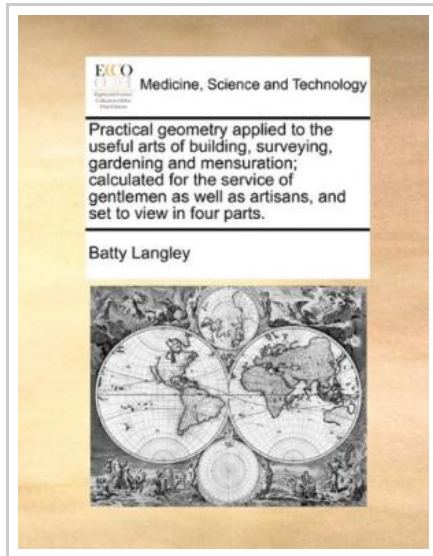 ECCO
Medicine, Science and Technology
Practical geometry applied to the
useful arts of building, surveying,
gardening and mensuration;
calculated for the service of
gentlemen as well as artisans, and
set to view in four parts.
Batty Langley